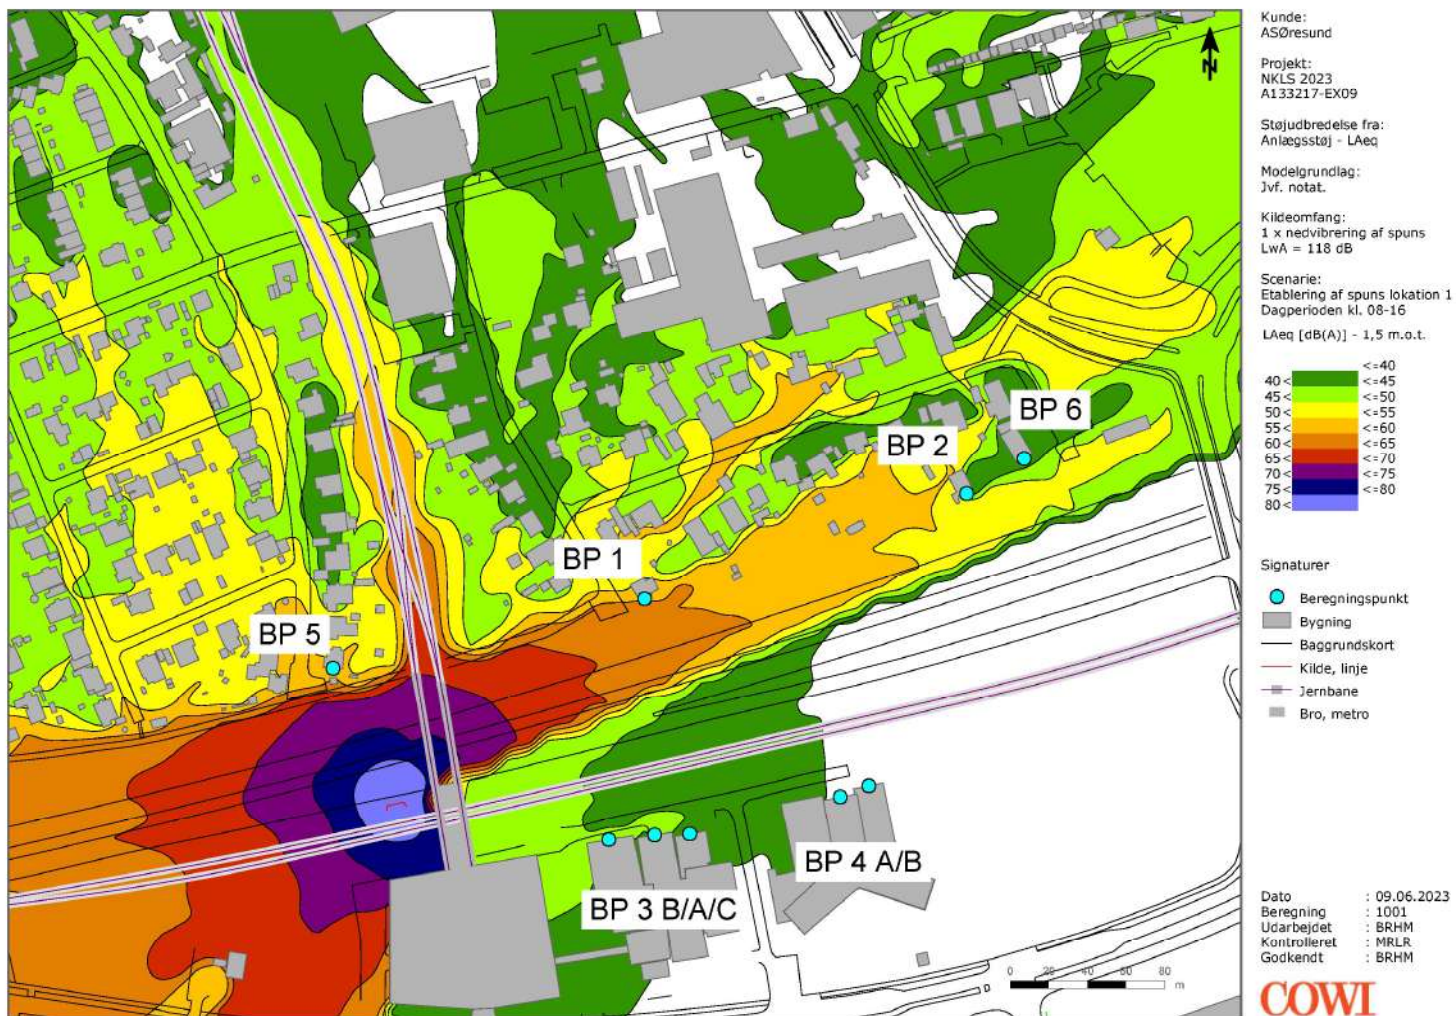 Kunde:
ASØresund
Projekt:
NKLS 2023
A133217-EX09
Støjudbredelse fra:
Anlægsstøj - LAeq
Modelgrundlag:
Jvf. notat.
Kildeomfang:
1 x nedvibrering af spuns
LwA = 118 dB
Scenarie:
Etablering af spuns lokation 1
Dagperioden kl. 08-16
LAeq [dB(A)] - 1,5 m.o.t.
<=40
40 < <=45
45 < <=50
50 < <=55
55 < <=60
60 < <=65
65 < <=70
70 < <=75
75 < <=80
80 <
Signaturer
Beregningspunkt
Bygning
Baggrundskort
Kilde, linje
Jernbane
Bro, metro
N
BP 6
BP 2
BP 1
BP 5
BP 4 A/B
BP 3 B/A/C
0 20 40 60 80
m
Dato : 09.06.2023
Beregning : 1001
Udarbejdet : BRHM
Kontrolleret : MRLR
Godkendt : BRHM
COWI